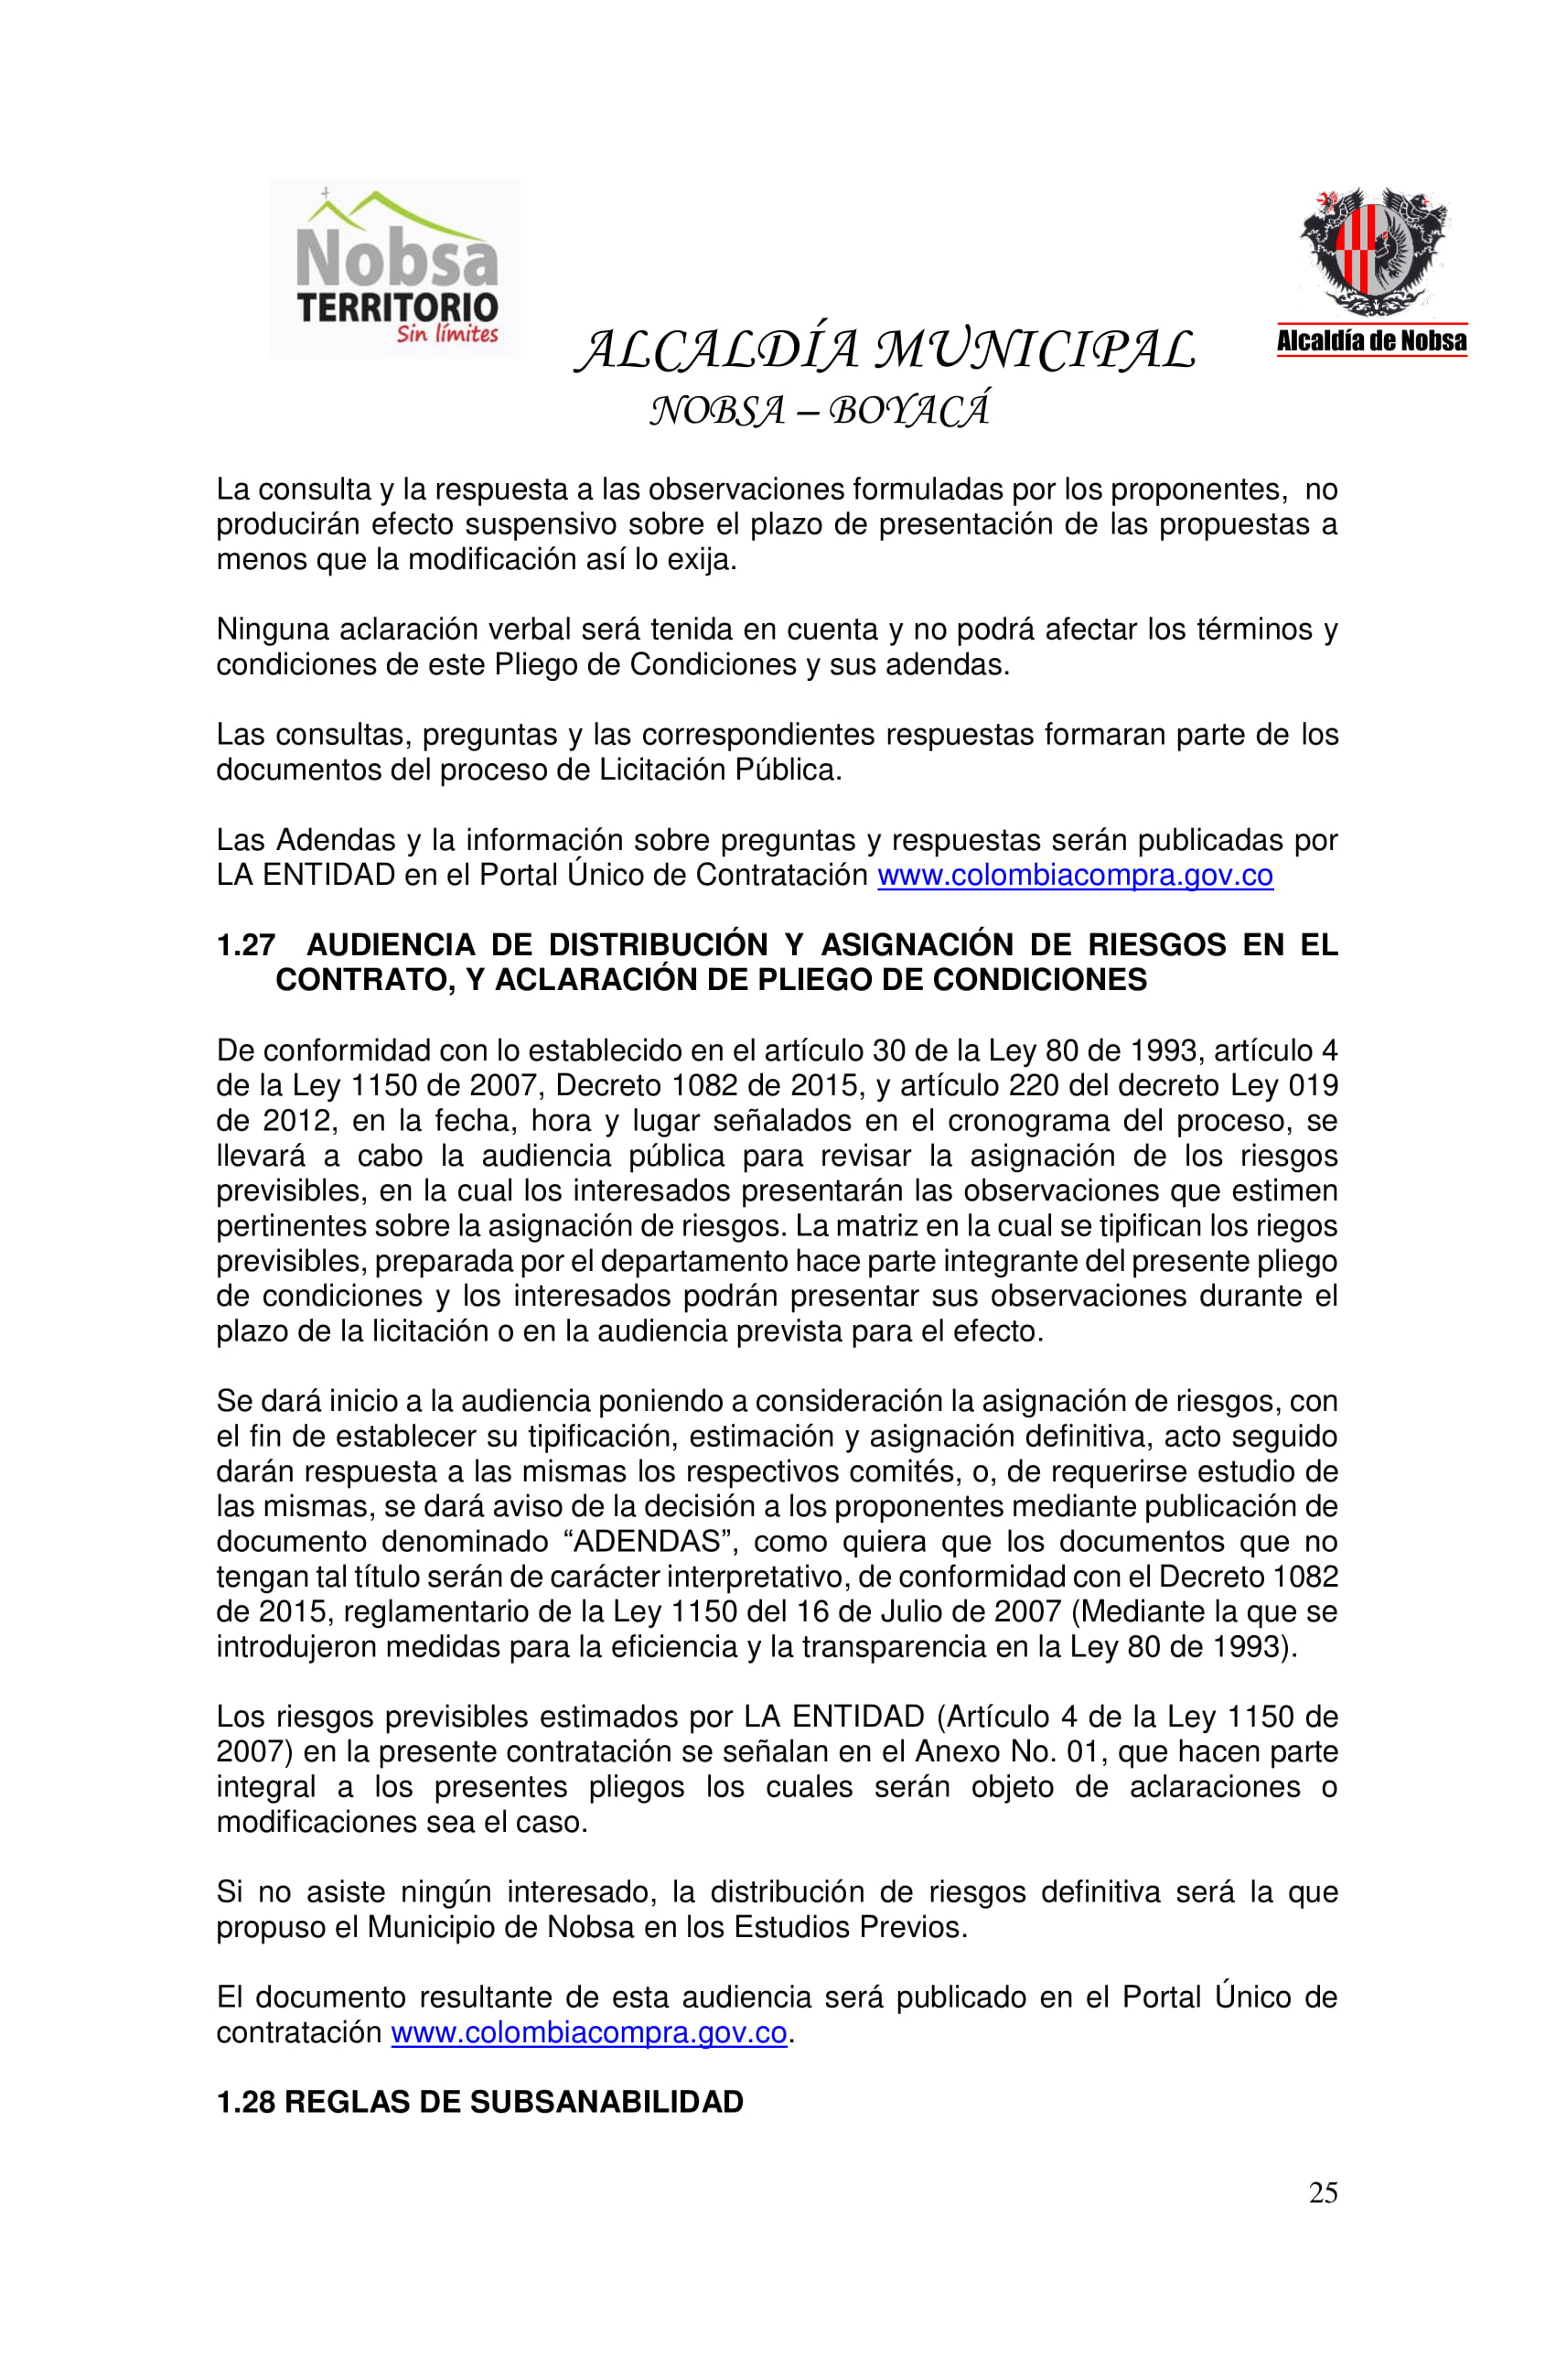 Nobsa
TERRITORIO
Sin límites
Alcaldía de Nobsa
ALCALDÍA MUNICIPAL
NOBSA – BOYACÁ
La consulta y la respuesta a las observaciones formuladas por los proponentes, no
producirán efecto suspensivo sobre el plazo de presentación de las propuestas a
menos que la modificación así lo exija.
Ninguna aclaración verbal será tenida en cuenta y no podrá afectar los términos y
condiciones de este Pliego de Condiciones y sus adendas.
Las consultas, preguntas y las correspondientes respuestas formaran parte de los
documentos del proceso de Licitación Pública.
Las Adendas y la información sobre preguntas y respuestas serán publicadas por
LA ENTIDAD en el Portal Único de Contratación www.colombiacompra.gov.co
1.27 AUDIENCIA DE DISTRIBUCIÓN Y ASIGNACIÓN DE RIESGOS EN EL
CONTRATO, Y ACLARACIÓN DE PLIEGO DE CONDICIONES
De conformidad con lo establecido en el artículo 30 de la Ley 80 de 1993, artículo 4
de la Ley 1150 de 2007, Decreto 1082 de 2015, y artículo 220 del decreto Ley 019
de 2012, en la fecha, hora y lugar señalados en el cronograma del proceso, se
llevará a cabo la audiencia pública para revisar la asignación de los riesgos
previsibles, en la cual los interesados presentarán las observaciones que estimen
pertinentes sobre la asignación de riesgos. La matriz en la cual se tipifican los riegos
previsibles, preparada por el departamento hace parte integrante del presente pliego
de condiciones y los interesados podrán presentar sus observaciones durante el
plazo de la licitación o en la audiencia prevista para el efecto.
Se dará inicio a la audiencia poniendo a consideración la asignación de riesgos, con
el fin de establecer su tipificación, estimación y asignación definitiva, acto seguido
darán respuesta a las mismas los respectivos comités, o, de requerirse estudio de
las mismas, se dará aviso de la decisión a los proponentes mediante publicación de
documento denominado “ADENDAS”, como quiera que los documentos que no
tengan tal título serán de carácter interpretativo, de conformidad con el Decreto 1082
de 2015, reglamentario de la Ley 1150 del 16 de Julio de 2007 (Mediante la que se
introdujeron medidas para la eficiencia y la transparencia en la Ley 80 de 1993).
Los riesgos previsibles estimados por LA ENTIDAD (Artículo 4 de la Ley 1150 de
2007) en la presente contratación se señalan en el Anexo No. 01, que hacen parte
integral a los presentes pliegos los cuales serán objeto de aclaraciones o
modificaciones sea el caso.
Si no asiste ningún interesado, la distribución de riesgos definitiva será la que
propuso el Municipio de Nobsa en los Estudios Previos.
El documento resultante de esta audiencia será publicado en el Portal Único de
contratación www.colombiacompra.gov.co.
1.28 REGLAS DE SUBSANABILIDAD
25